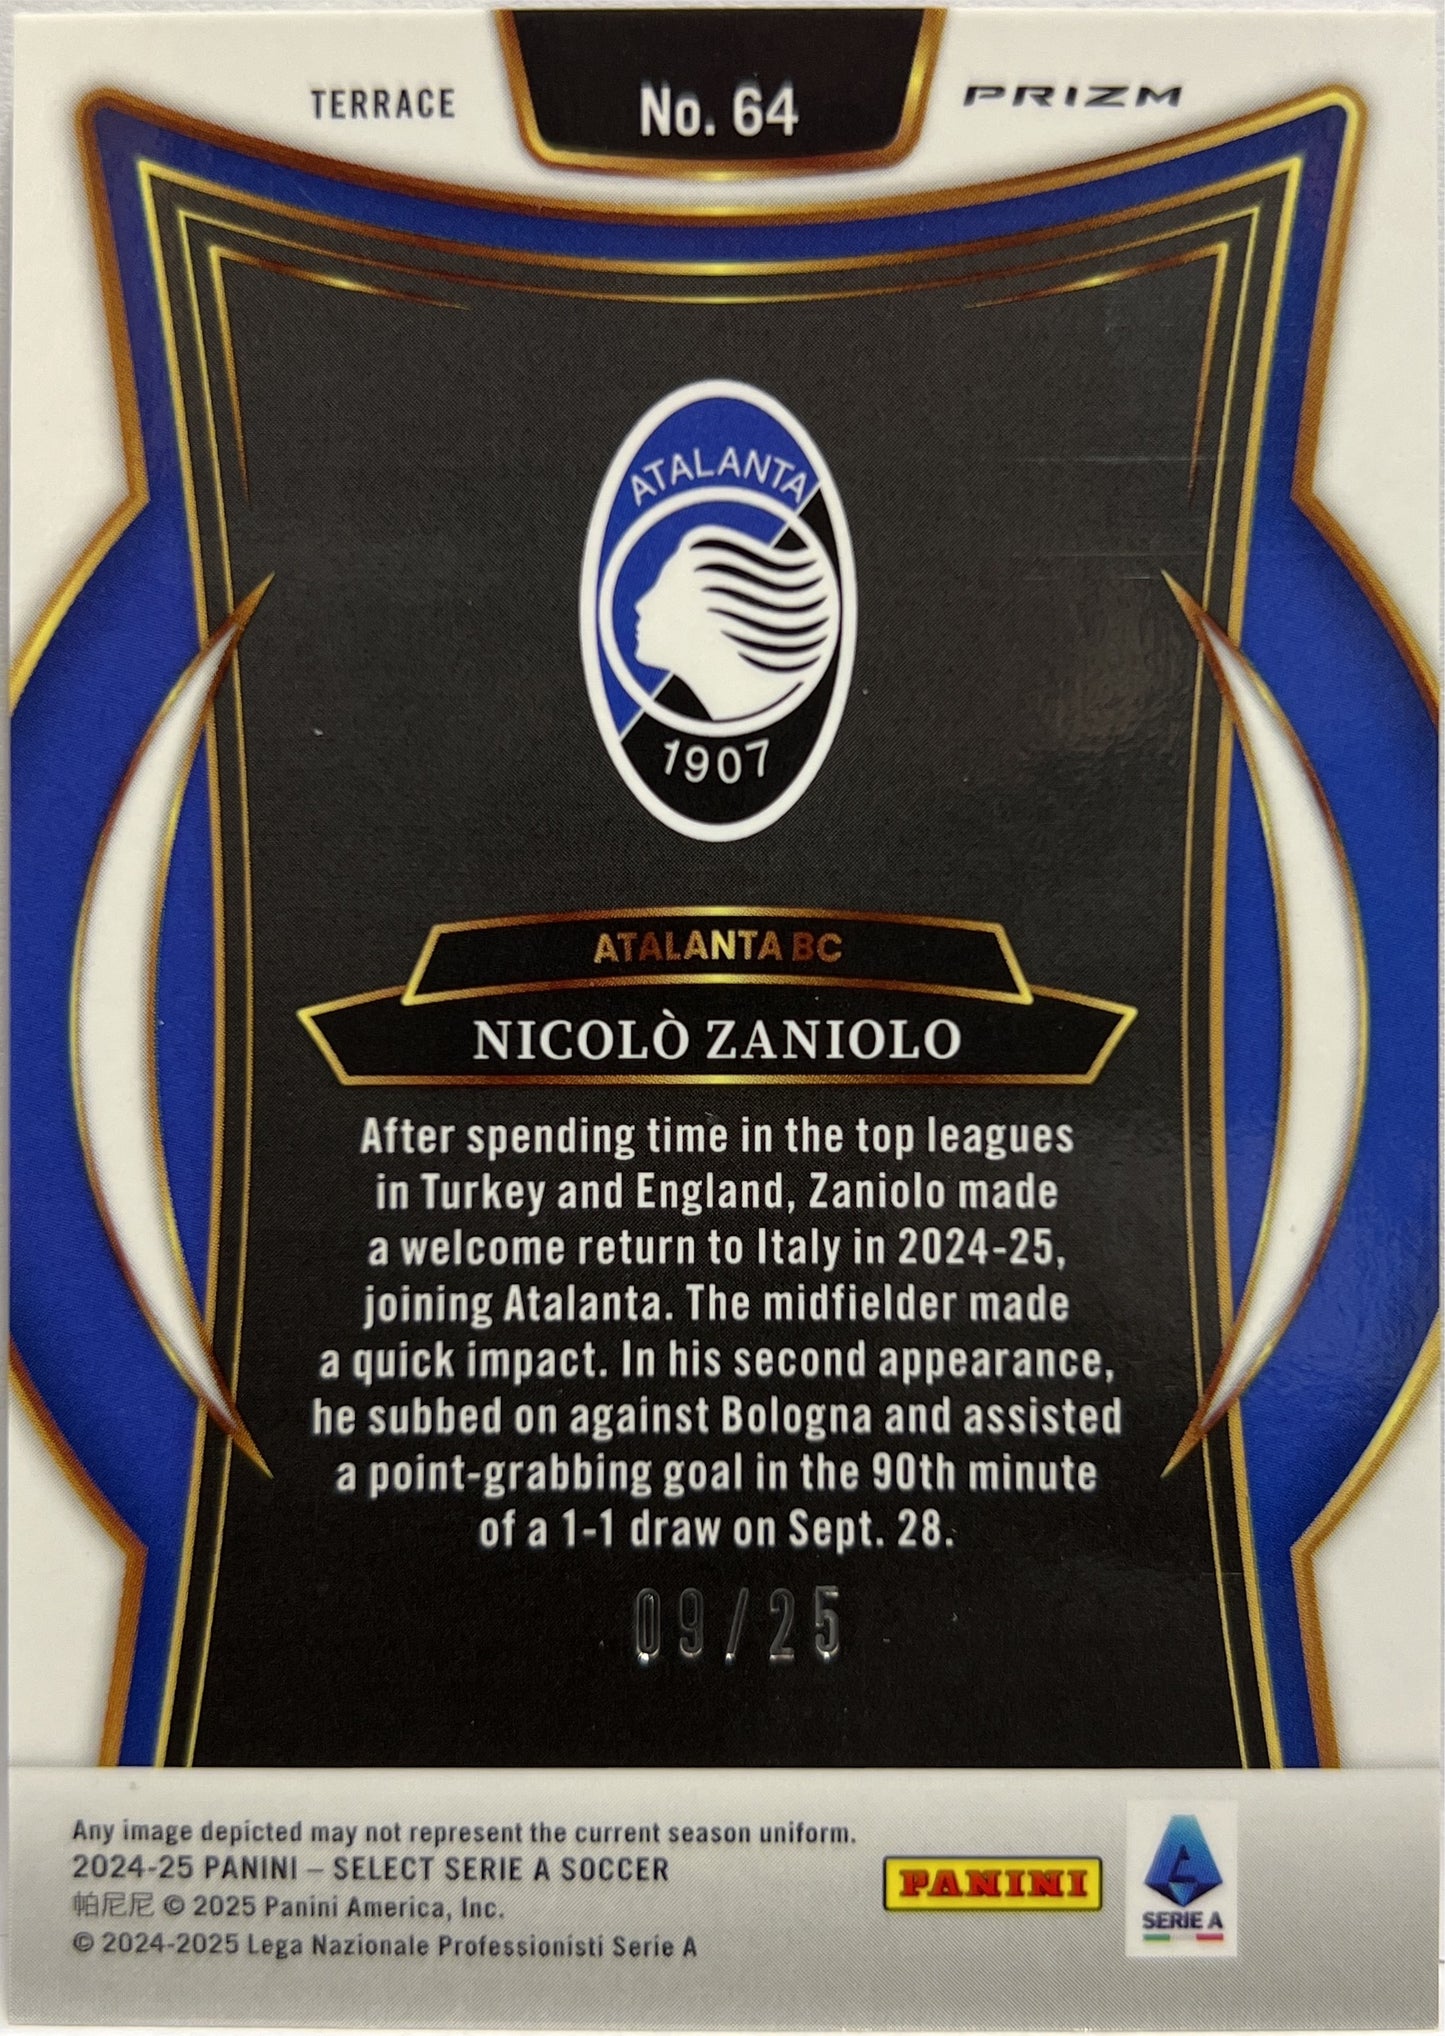 TERRACE
No. 64
PRIZM
ATALANTA
1907
ATALANTA BC
NICOLÒ ZANIOLO
After spending time in the top leagues
in Turkey and England, Zaniolo made
a welcome return to Italy in 2024-25,
joining Atalanta. The midfielder made
a quick impact. In his second appearance,
he subbed on against Bologna and assisted
a point-grabbing goal in the 90th minute
of a 1-1 draw on Sept. 28.
09/25
Any image depicted may not represent the current season uniform.
2024-25 PANINI – SELECT SERIE A SOCCER
帕尼尼 © 2025 Panini America, Inc.
© 2024-2025 Lega Nazionale Professionisti Serie A
PANINI
SERIE A